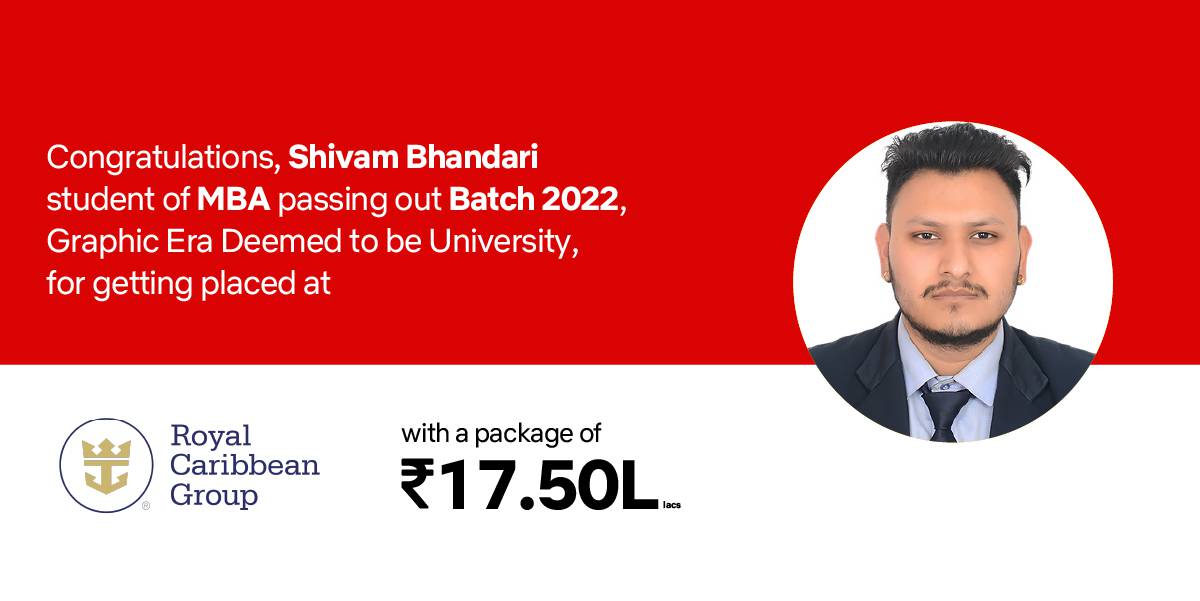 Congratulations, Shivam Bhandari
student of MBA passing out Batch 2022,
Graphic Era Deemed to be University,
for getting placed at
Royal
Caribbean
Group
®
with a package of
₹17.50L lacs